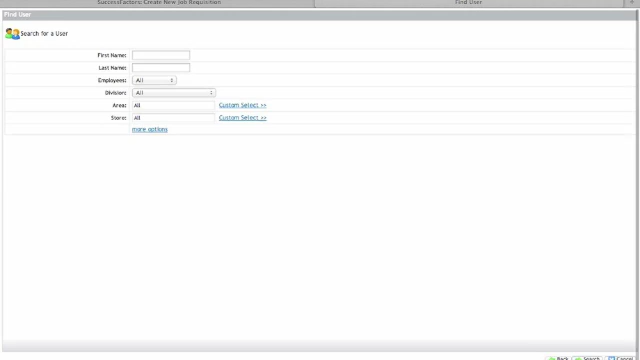 SuccessFactors: Create New Job Requisition
Find User
Find User
Search for a User
First Name:
Last Name:
Employees: All
Division: All
Area: All Custom Select >>
Store: All Custom Select >>
more options
Back Search Cancel